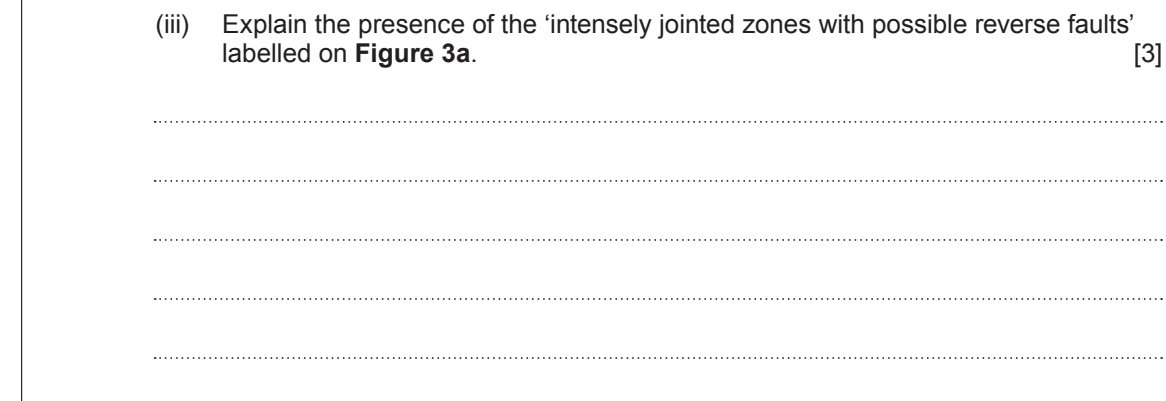 (iii) Explain the presence of the ‘intensely jointed zones with possible reverse faults’
labelled on Figure 3a. [3]